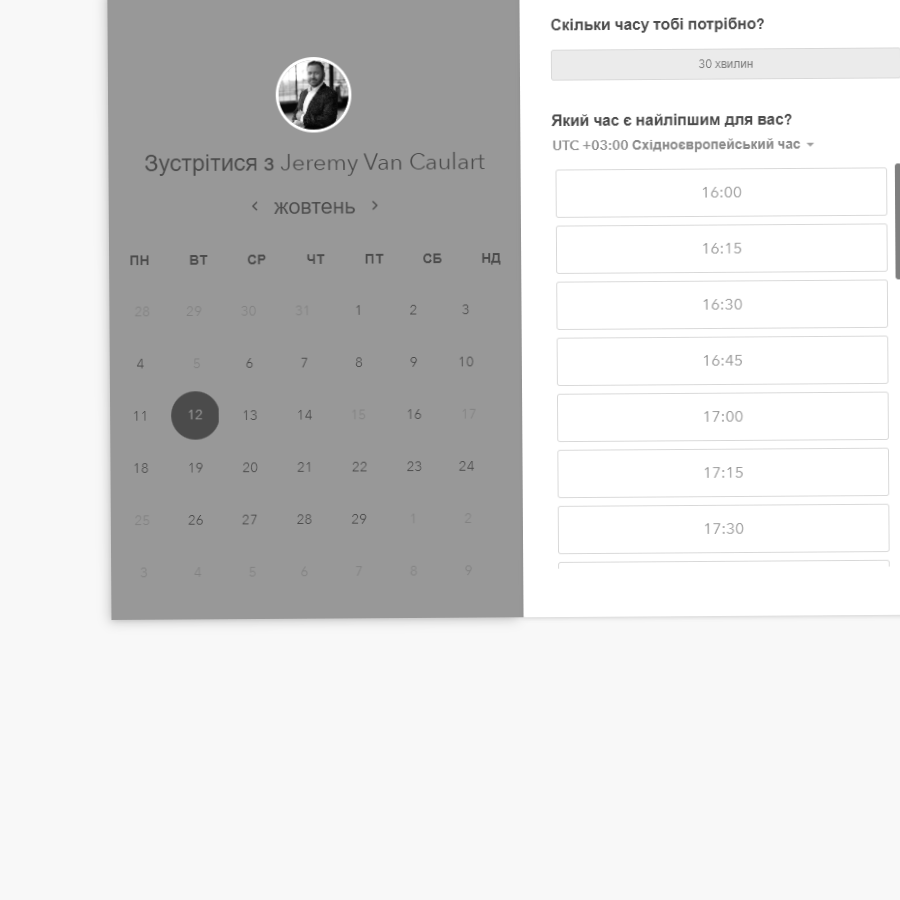 Зустрітися з Jeremy Van Caulart
‹ жовтень ›
ПН ВТ СР ЧТ ПТ СБ НД
28 29 30 31 1 2 3
4 5 6 7 8 9 10
11 12 13 14 15 16 17
18 19 20 21 22 23 24
25 26 27 28 29 1 2
3 4 5 6 7 8 9
Скільки часу тобі потрібно?
30 хвилин
Який час є найліпшим для вас?
UTC +03:00 Східноєвропейський час
16:00
16:15
16:30
16:45
17:00
17:15
17:30